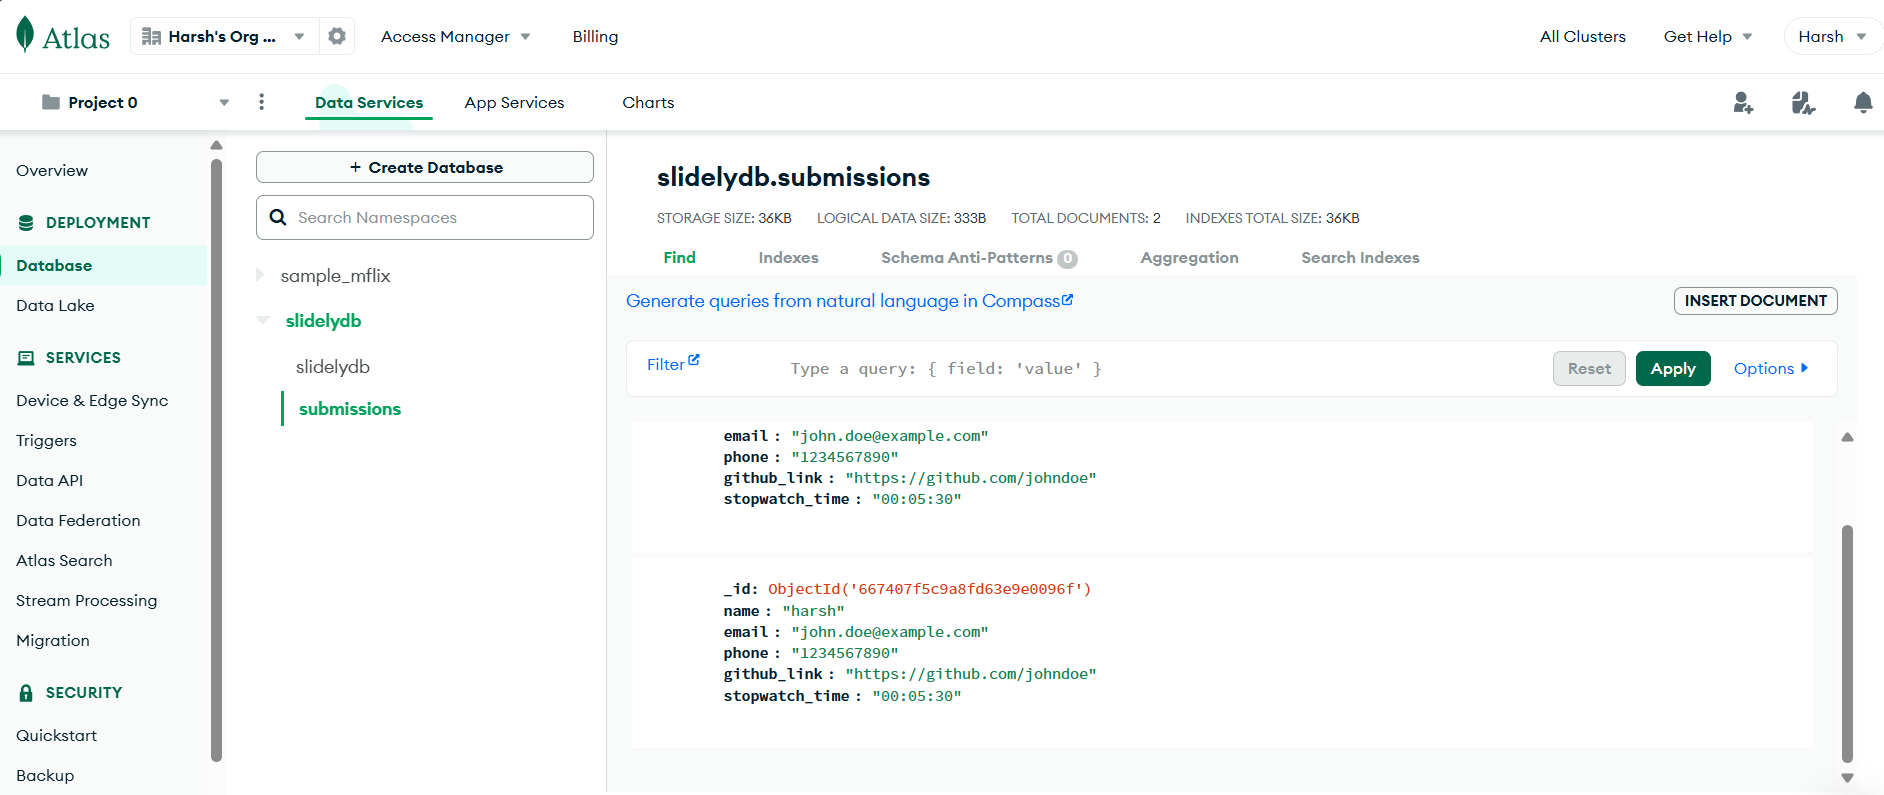 Atlas
Harsh's Org ...
Access Manager
Billing
All Clusters
Get Help
Harsh
Project 0
Data Services
App Services
Charts
Overview
DEPLOYMENT
Database
Data Lake
SERVICES
Device & Edge Sync
Triggers
Data API
Data Federation
Atlas Search
Stream Processing
Migration
SECURITY
Quickstart
Backup
+ Create Database
Search Namespaces
sample_mflix
slidelydb
slidelydb
submissions
slidelydb.submissions
STORAGE SIZE: 36KB LOGICAL DATA SIZE: 333B TOTAL DOCUMENTS: 2 INDEXES TOTAL SIZE: 36KB
Find Indexes Schema Anti-Patterns 0 Aggregation Search Indexes
Generate queries from natural language in Compass
INSERT DOCUMENT
Filter Type a query: { field: 'value' } Reset Apply Options
email : "john.doe@example.com"
phone : "1234567890"
github_link : "https://github.com/johndoe"
stopwatch_time : "00:05:30"
_id: ObjectId('667407f5c9a8fd63e9e0096f')
name : "harsh"
email : "john.doe@example.com"
phone : "1234567890"
github_link : "https://github.com/johndoe"
stopwatch_time : "00:05:30"